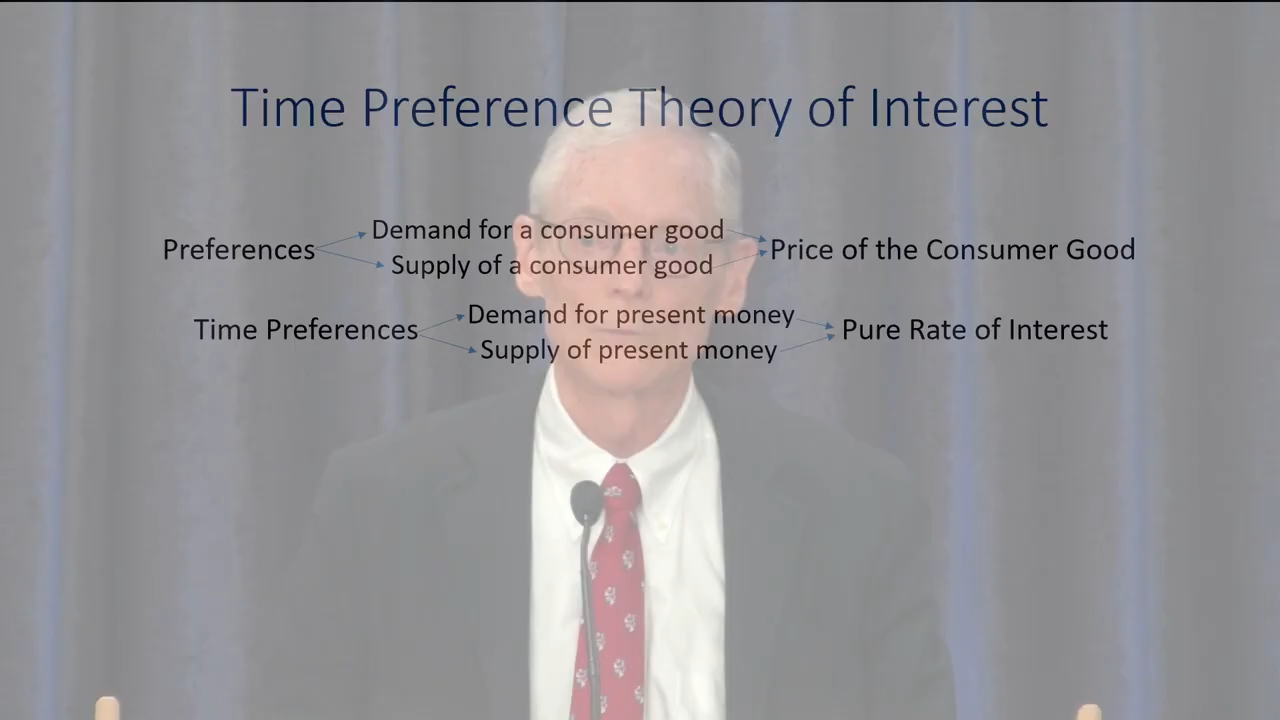 Time Preference Theory of Interest
Demand for a consumer good
Preferences
Price of the Consumer Good
Supply of a consumer good
Demand for present money
Time Preferences
Pure Rate of Interest
Supply of present money